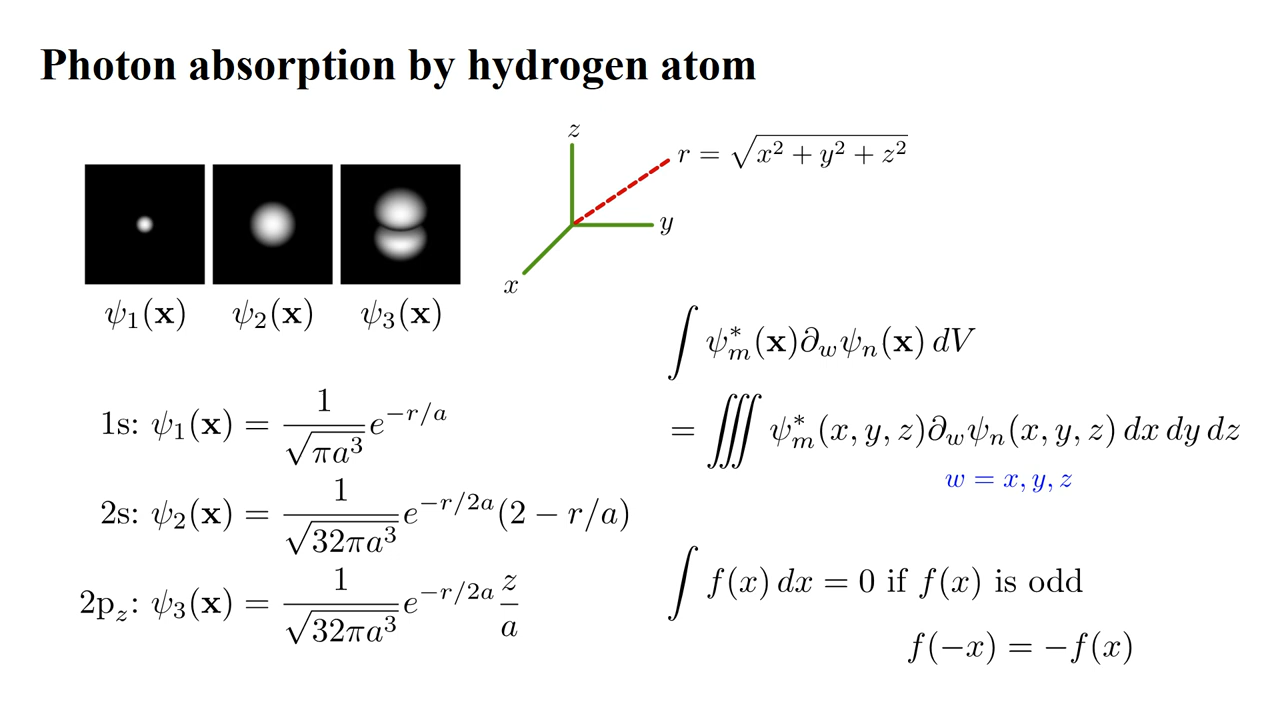 Photon absorption by hydrogen atom
z
r = √(x² + y² + z²)
y
x
ψ₁(𝐱) ψ₂(𝐱) ψ₃(𝐱)
∫ ψ*ₘ(𝐱)∂_w ψₙ(𝐱) dV
1s: ψ₁(𝐱) = 1/√(πa³) e^{−r/a}
= ∭ ψ*ₘ(x, y, z)∂_w ψₙ(x, y, z) dx dy dz
w = x, y, z
2s: ψ₂(𝐱) = 1/√(32πa³) e^{−r/2a}(2 − r/a)
2p_z: ψ₃(𝐱) = 1/√(32πa³) e^{−r/2a} z/a
∫ f(x) dx = 0 if f(x) is odd
f(−x) = −f(x)